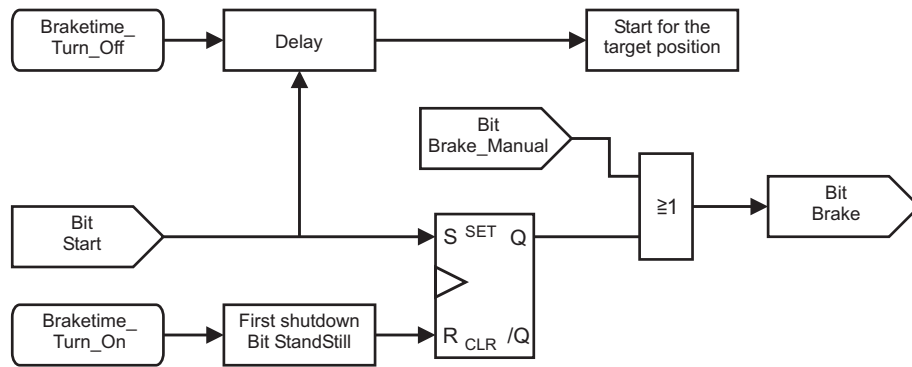 Braketime_
Turn_Off
Delay
Start for the
target position
Bit
Brake_Manual
≧1
Bit
Brake
Bit
Start
S SET Q
R CLR /Q
Braketime_
Turn_On
First shutdown
Bit StandStill